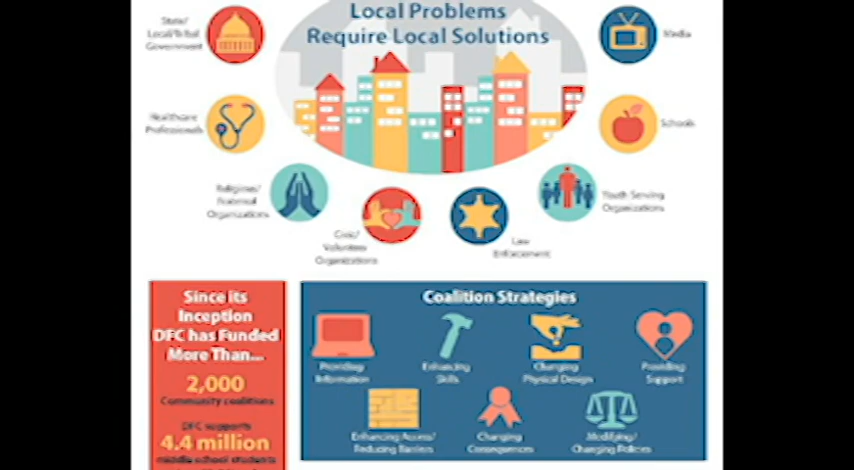 Local Problems
Require Local Solutions
State/
Local/Tribal
Government
Media
Healthcare
Professionals
Schools
Religious/
Fraternal
Organizations
Youth Serving
Organizations
Civic/
Volunteer
Organizations
Law
Enforcement
Since its
Inception
DFC has Funded
More Than...
2,000
Community coalitions
DFC supports
4.4 million
middle school students
Coalition Strategies
Providing
Information
Enhancing
Skills
Changing
Physical Design
Providing
Support
Enhancing Access/
Reducing Barriers
Changing
Consequences
Modifying/
Changing Policies